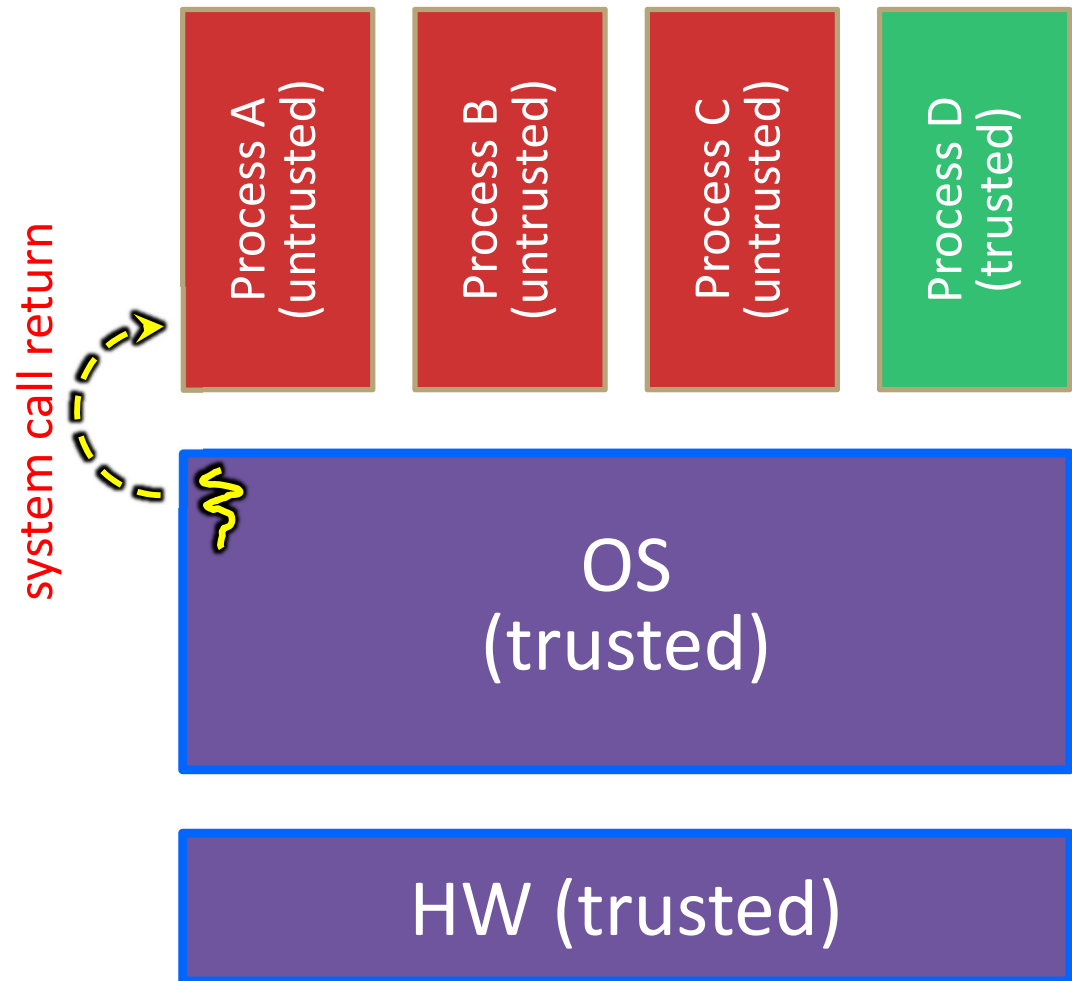 system call return
Process A
(untrusted)
Process B
(untrusted)
Process C
(untrusted)
Process D
(trusted)
OS
(trusted)
HW (trusted)